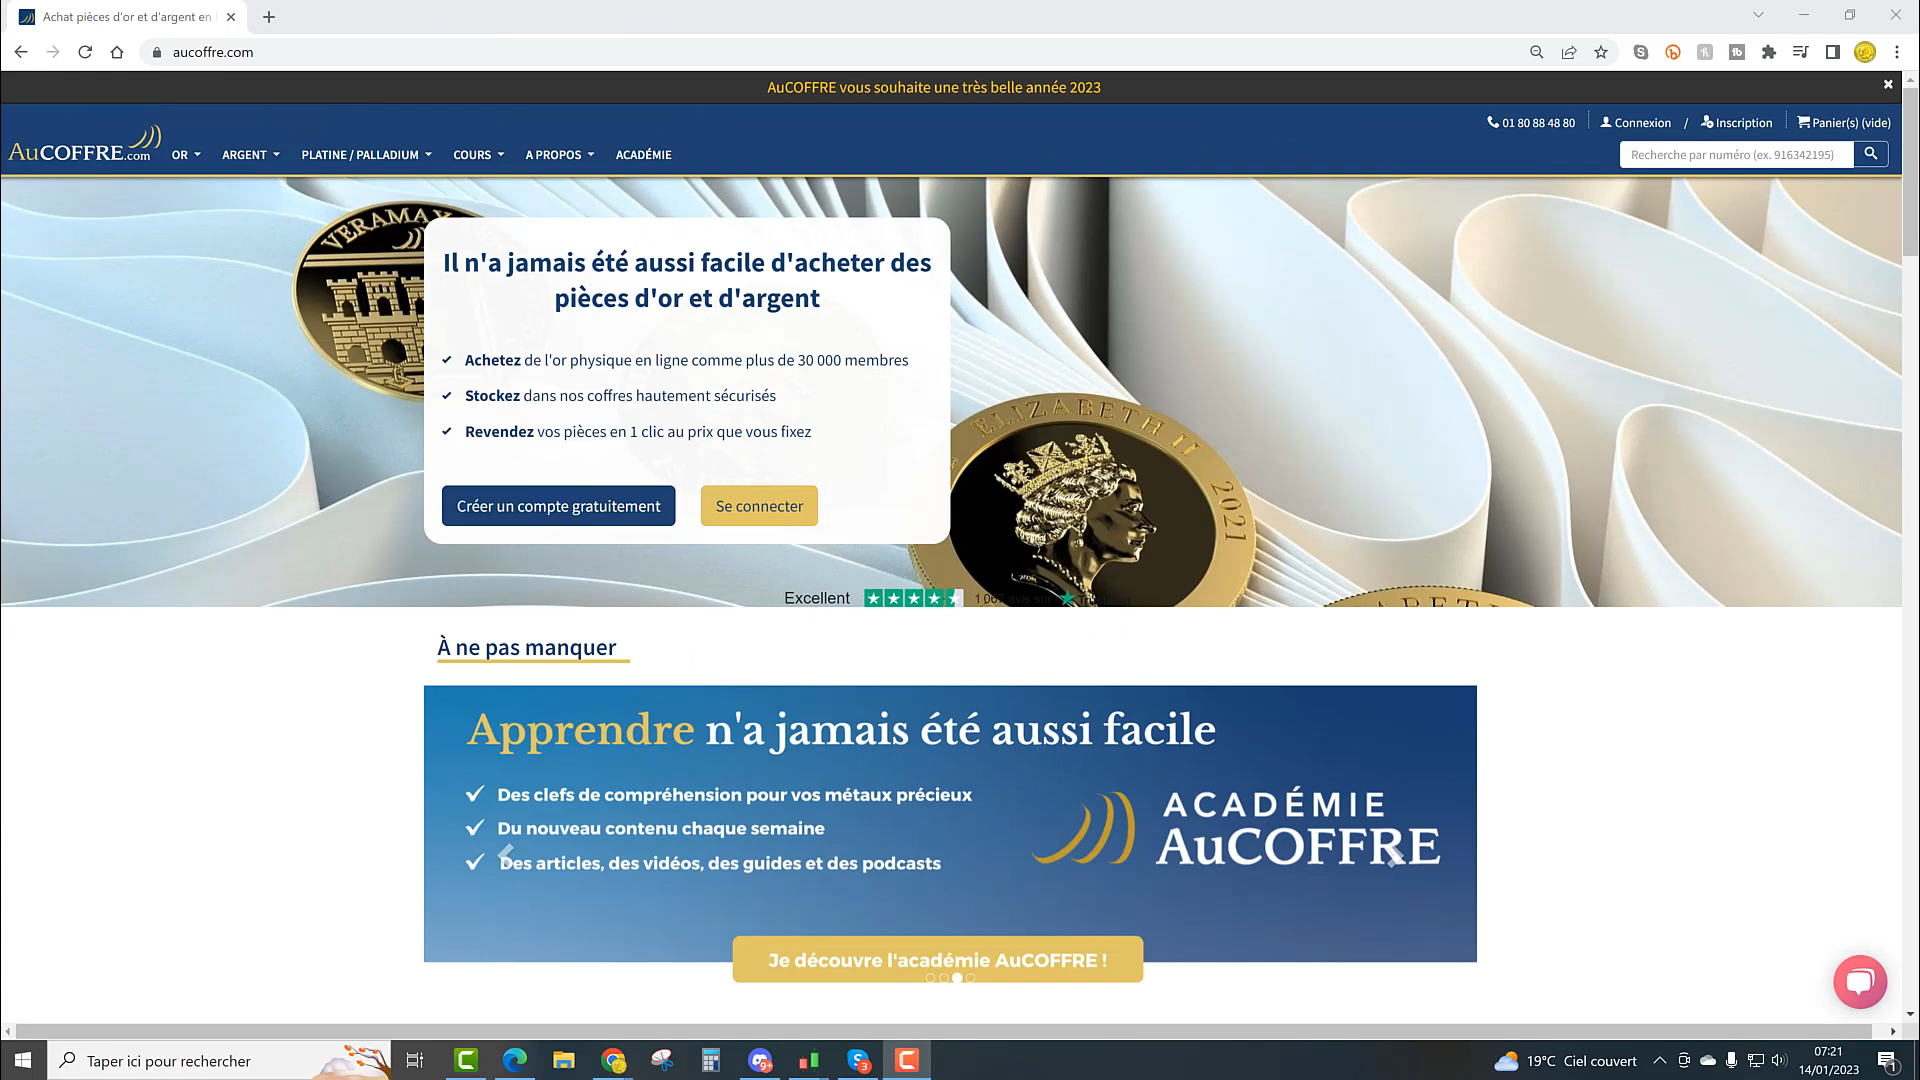 Achat pièces d'or et d'argent en
aucoffre.com
AuCOFFRE vous souhaite une très belle année 2023
01 80 88 48 80
Connexion / Inscription
Panier(s) (vide)
AuCOFFRE.com
OR
ARGENT
PLATINE / PALLADIUM
COURS
A PROPOS
ACADÉMIE
Recherche par numéro (ex. 916342195)
VERAMAX
Il n'a jamais été aussi facile d'acheter des
pièces d'or et d'argent
Achetez de l'or physique en ligne comme plus de 30 000 membres
Stockez dans nos coffres hautement sécurisés
Revendez vos pièces en 1 clic au prix que vous fixez
Créer un compte gratuitement
Se connecter
ELIZABETH II
2021
Excellent
avis sur
À ne pas manquer
Apprendre n'a jamais été aussi facile
Des clefs de compréhension pour vos métaux précieux
Du nouveau contenu chaque semaine
Des articles, des vidéos, des guides et des podcasts
ACADÉMIE
AuCOFFRE
Je découvre l'académie AuCOFFRE !
Taper ici pour rechercher
9+
3
19°C Ciel couvert
07:21
14/01/2023
1